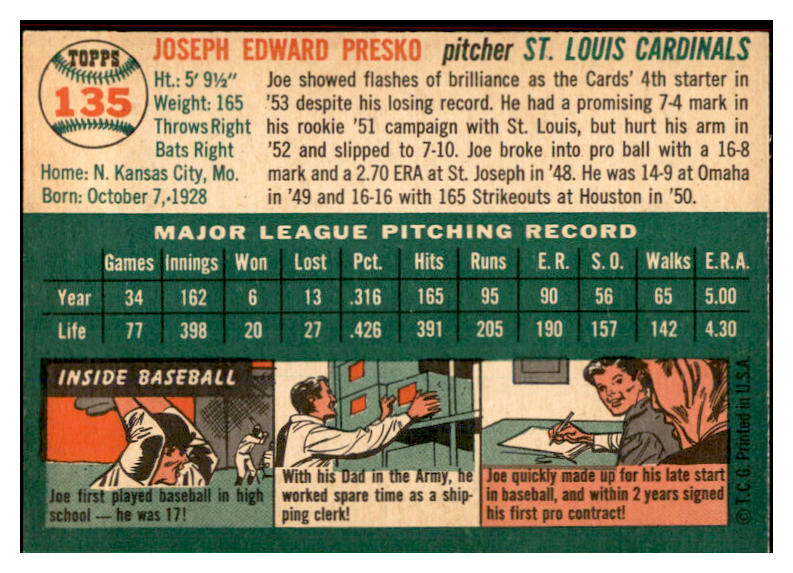 TOPPS
135
JOSEPH EDWARD PRESKO pitcher ST. LOUIS CARDINALS
Ht.: 5' 9½"
Weight: 165
Throws Right
Bats Right
Home: N. Kansas City, Mo.
Born: October 7, 1928
Joe showed flashes of brilliance as the Cards' 4th starter in
'53 despite his losing record. He had a promising 7-4 mark in
his rookie '51 campaign with St. Louis, but hurt his arm in
'52 and slipped to 7-10. Joe broke into pro ball with a 16-8
mark and a 2.70 ERA at St. Joseph in '48. He was 14-9 at Omaha
in '49 and 16-16 with 165 Strikeouts at Houston in '50.
MAJOR LEAGUE PITCHING RECORD
Games Innings Won Lost Pct. Hits Runs E.R. S.O. Walks E.R.A.
Year 34 162 6 13 .316 165 95 90 56 65 5.00
Life 77 398 20 27 .426 391 205 190 157 142 4.30
INSIDE BASEBALL
Joe first played baseball in high
school — he was 17!
With his Dad in the Army, he
worked spare time as a ship-
ping clerk!
Joe quickly made up for his late start
in baseball, and within 2 years signed
his first pro contract!
© T.C.G. Printed in U.S.A.